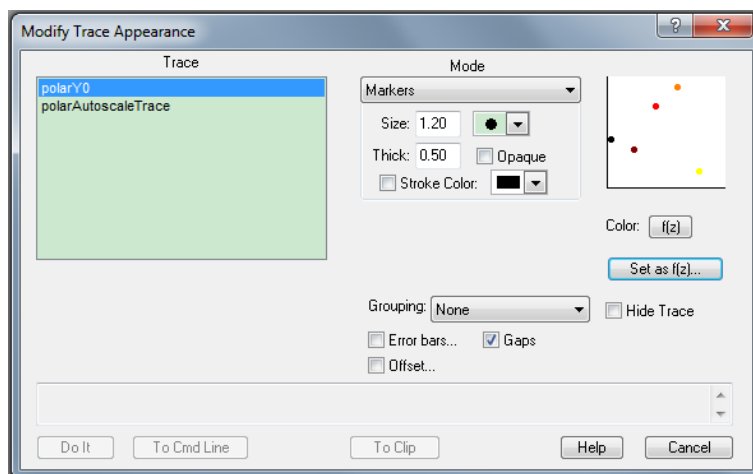 Modify Trace Appearance
?
Trace
polarY0
polarAutoscaleTrace
Mode
Markers
Size: 1.20
Thick: 0.50
Opaque
Stroke Color:
Color: f(z)
Set as f(z)...
Grouping: None
Hide Trace
Error bars...
Gaps
Offset...
Do It
To Cmd Line
To Clip
Help
Cancel